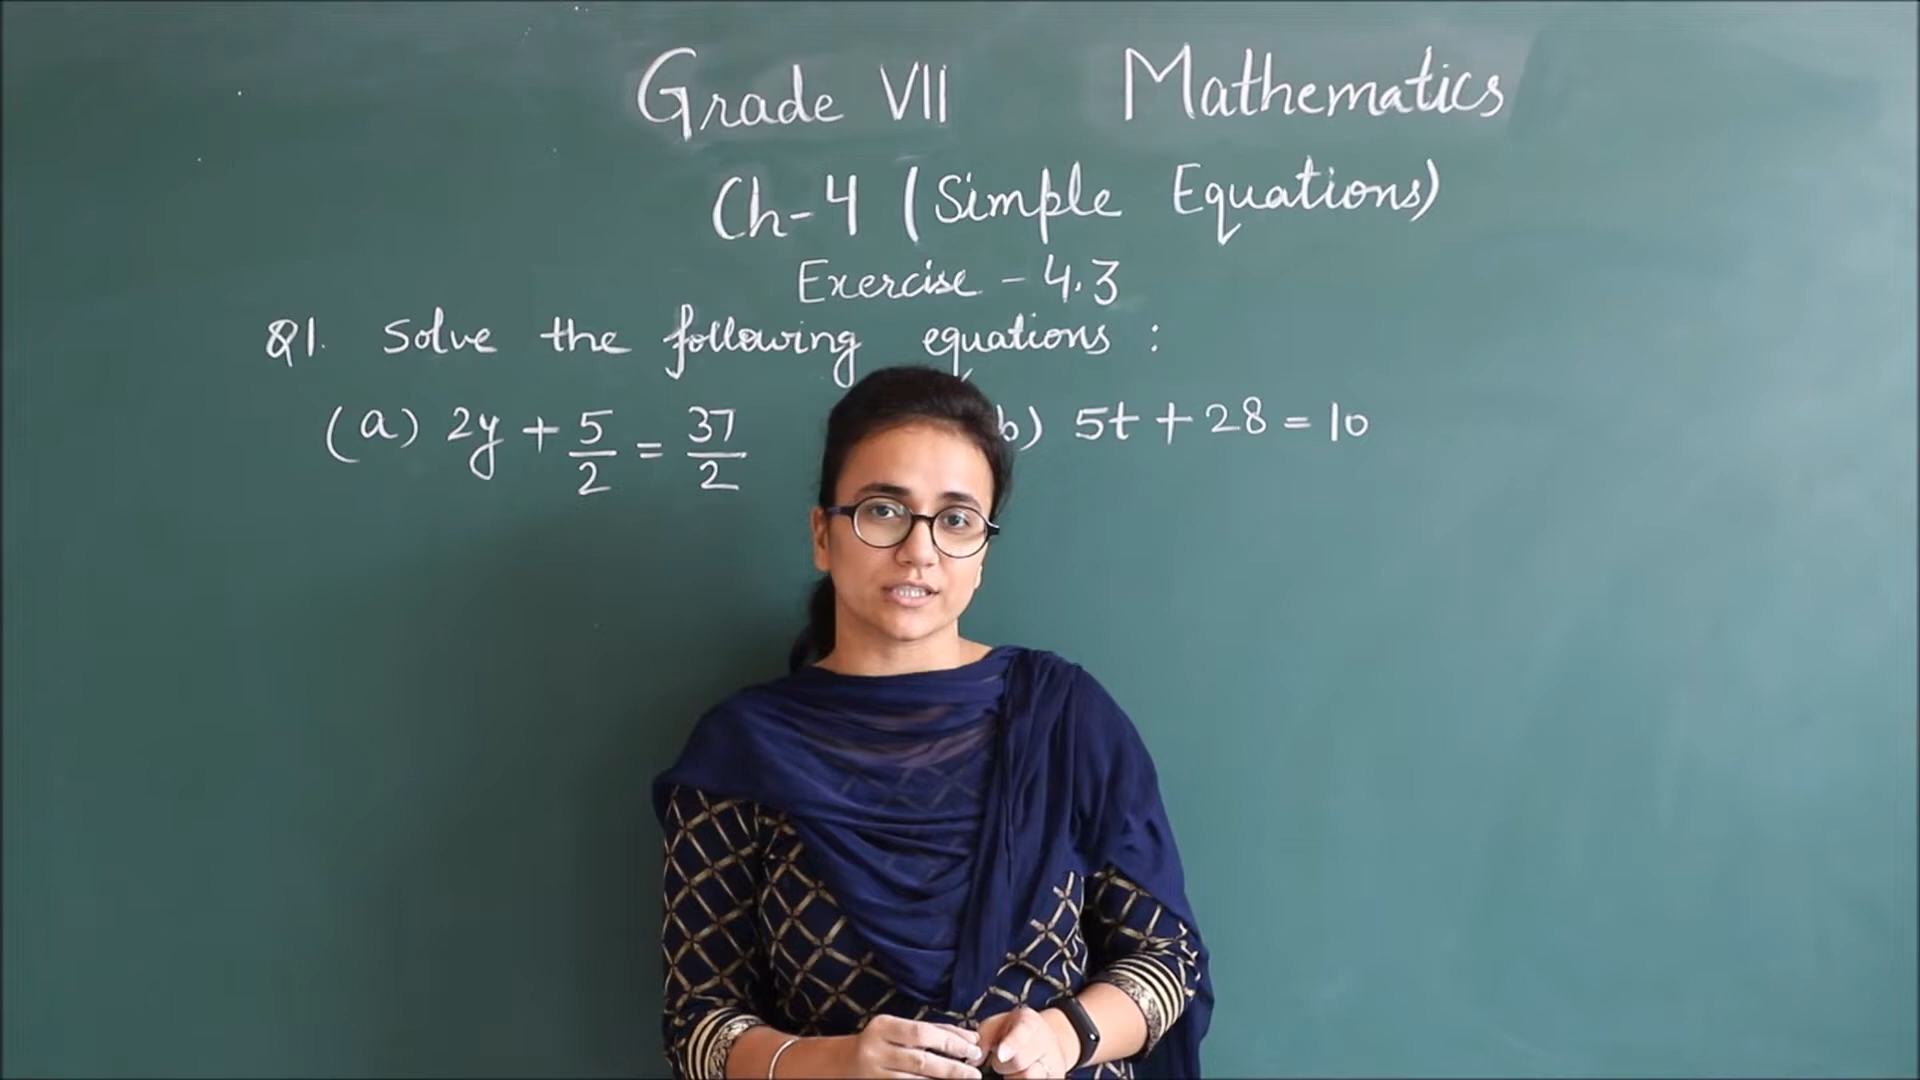 Grade VII Mathematics
Ch-4 (Simple Equations)
Exercise - 4.3
Q1. Solve the following equations :
(a) 2y + 5/2 = 37/2 b) 5t + 28 = 10